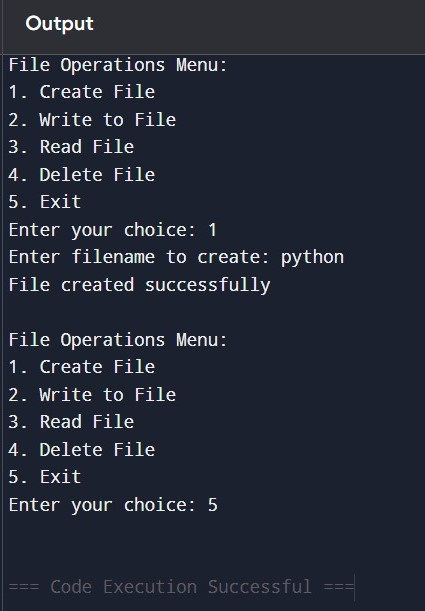 Output
File Operations Menu:
1. Create File
2. Write to File
3. Read File
4. Delete File
5. Exit
Enter your choice: 1
Enter filename to create: python
File created successfully
File Operations Menu:
1. Create File
2. Write to File
3. Read File
4. Delete File
5. Exit
Enter your choice: 5
=== Code Execution Successful ===